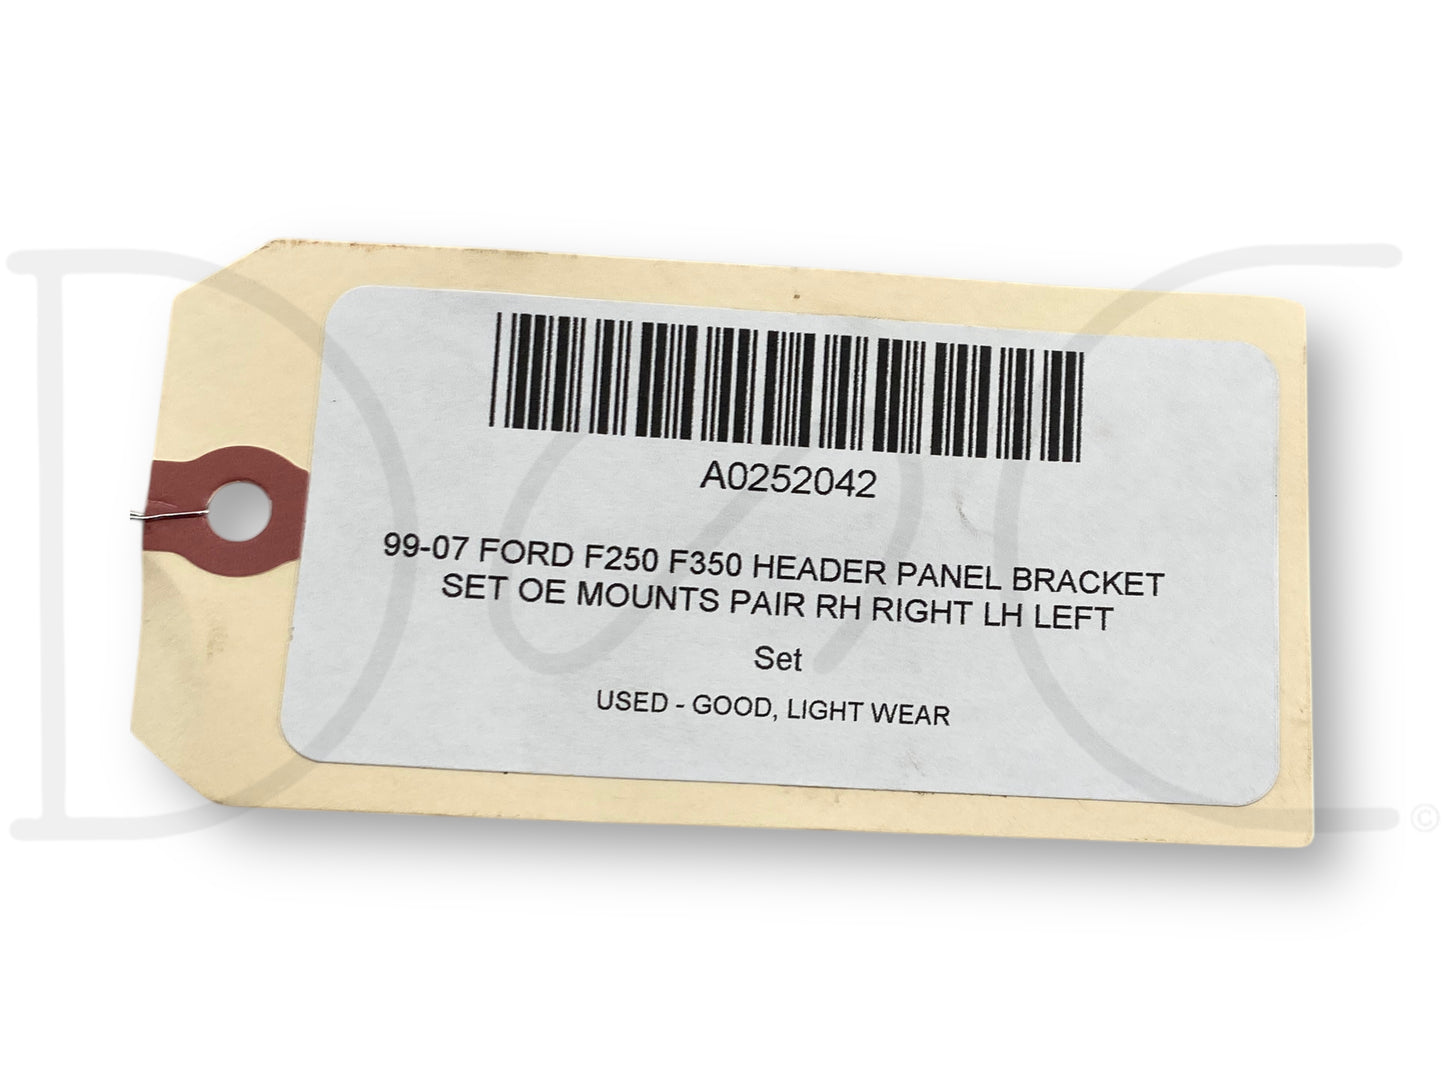 A0252042
99-07 FORD F250 F350 HEADER PANEL BRACKET
SET OE MOUNTS PAIR RH RIGHT LH LEFT
Set
USED - GOOD, LIGHT WEAR
©